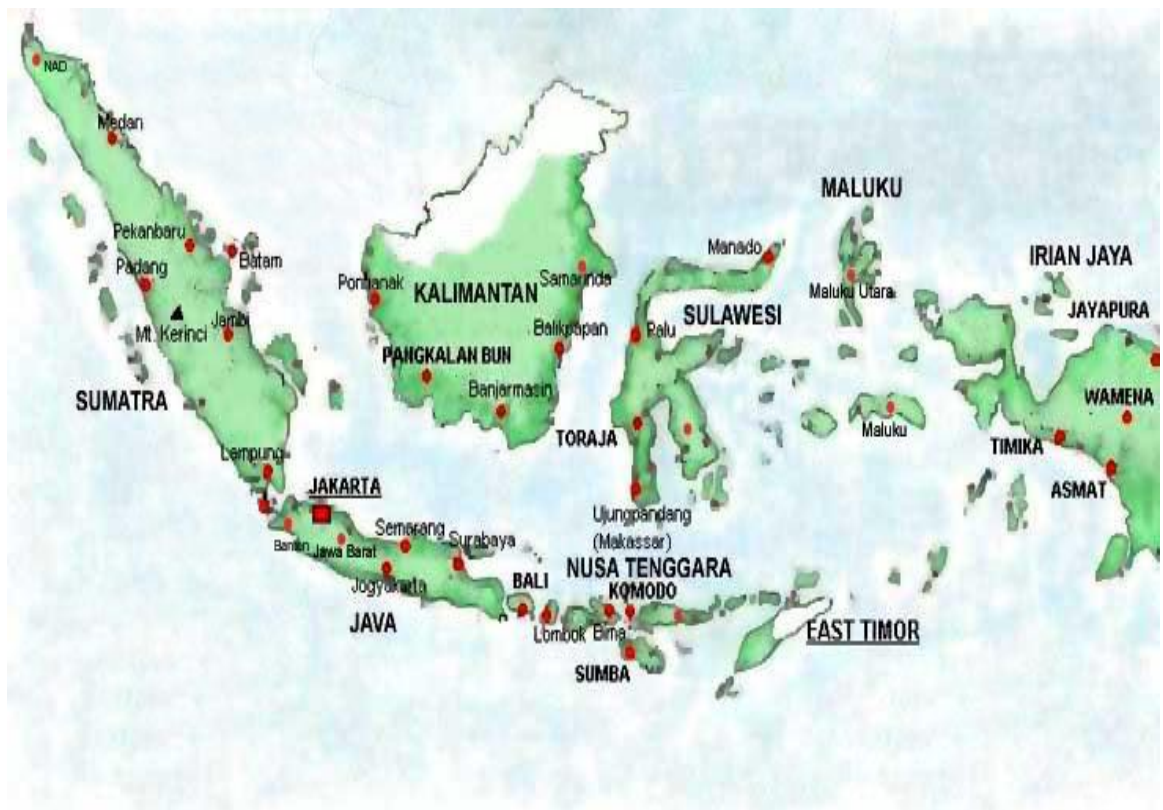 NAD
Medan
MALUKU
Pekanbaru
Batam
Manado
IRIAN JAYA
Padang
Pontianak
KALIMANTAN
Samarinda
Maluku Utara
JAYAPURA
Mt. Kerinci
Jambi
Balikpapan
Palu
SULAWESI
PANGKALAN BUN
SUMATRA
Banjarmasin
WAMENA
TORAJA
Maluku
TIMIKA
Lampung
ASMAT
JAKARTA
Ujungpandang
(Makassar)
Semarang
Surabaya
Banten
Jawa Barat
NUSA TENGGARA
Jogyakarta
BALI
KOMODO
JAVA
Lombok
Bima
EAST TIMOR
SUMBA